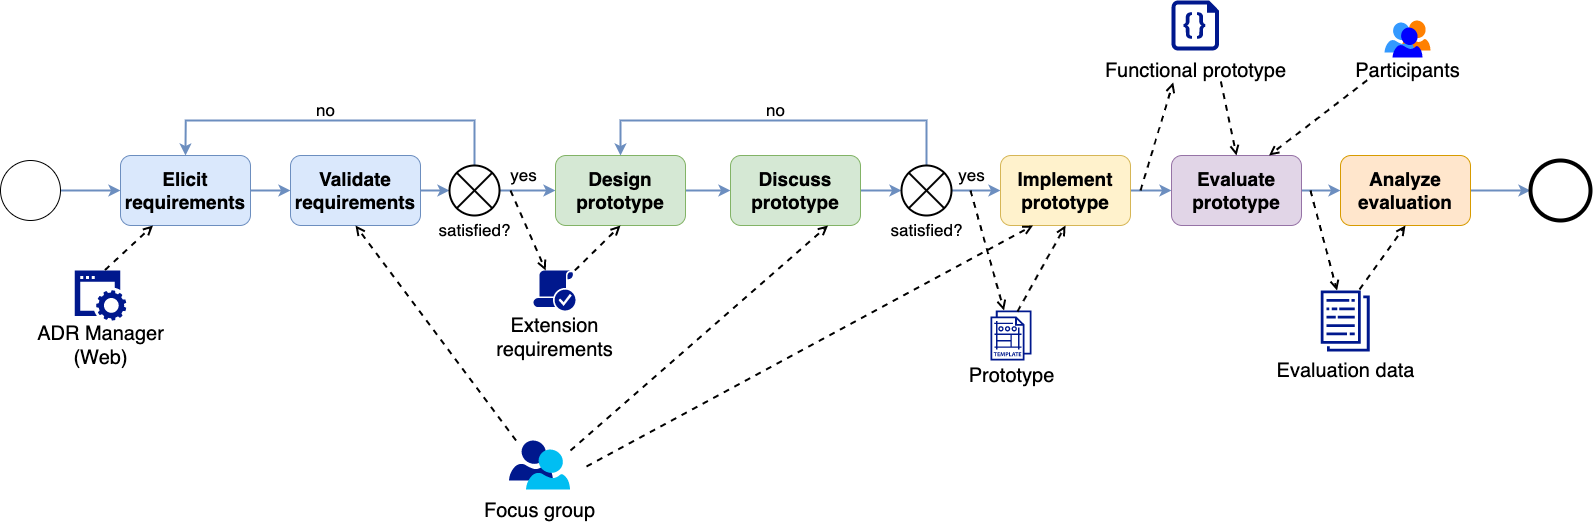 Functional prototype
Participants
no
no
Elicit
requirements
Validate
requirements
satisfied?
yes
Design
prototype
Discuss
prototype
satisfied?
yes
Implement
prototype
Evaluate
prototype
Analyze
evaluation
ADR Manager
(Web)
Extension
requirements
TEMPLATE
Prototype
Evaluation data
Focus group